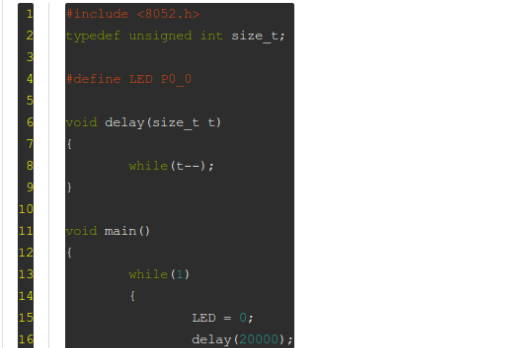 1 #include <8052.h>
2 typedef unsigned int size_t;
3
4 #define LED P0_0
5
6 void delay(size_t t)
7 {
8 while(t--);
9 }
10
11 void main()
12 {
13 while(1)
14 {
15 LED = 0;
16 delay(20000);